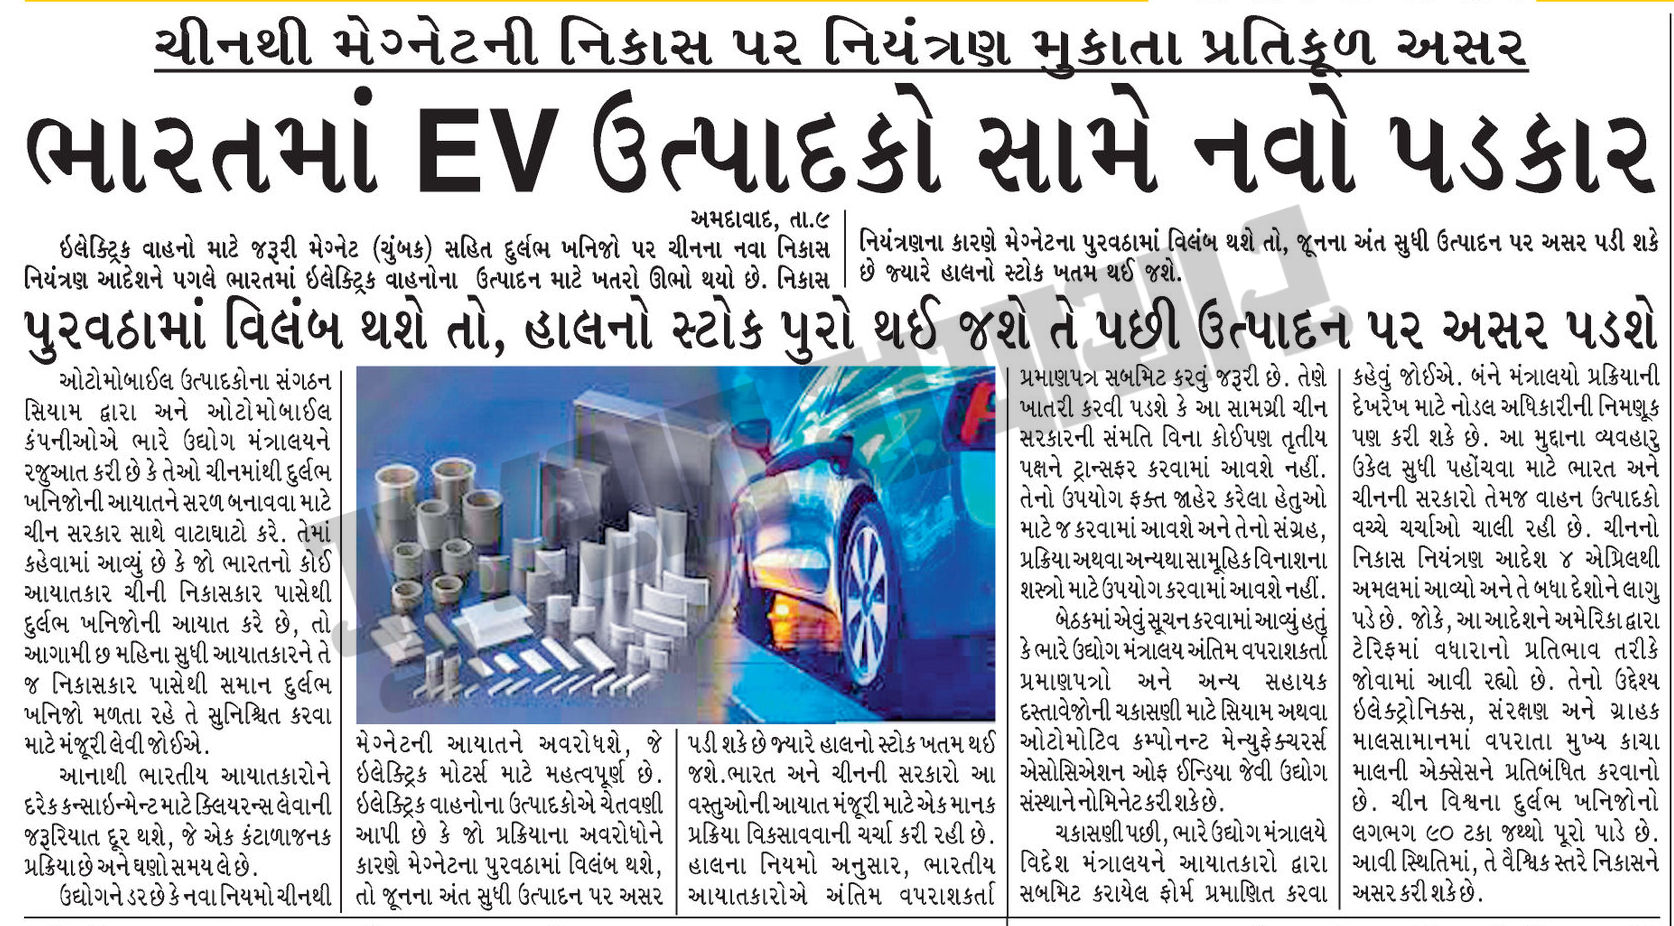 ચીનથી મેગ્નેટની નિકાસ પર નિયંત્રણ મુકાતા પ્રતિકૂળ અસર
ભારતમાં EV ઉત્પાદકો સામે નવો પડકાર
અમદાવાદ, તા.૯
ઇલેક્ટ્રિક વાહનો માટે જરૂરી મેગ્નેટ (ચુંબક) સહિત દુર્લભ ખનિજો પર ચીનના નવા નિકાસ
નિયંત્રણ આદેશને પગલે ભારતમાં ઇલેક્ટ્રિક વાહનોના ઉત્પાદન માટે ખતરો ઊભો થયો છે. નિકાસ
નિયંત્રણના કારણે મેગ્નેટના પુરવઠામાં વિલંબ થશે તો, જૂનના અંત સુધી ઉત્પાદન પર અસર પડી શકે
છે જ્યારે હાલનો સ્ટોક ખતમ થઈ જશે.
પુરવઠામાં વિલંબ થશે તો, હાલનો સ્ટોક પુરો થઈ જશે તે પછી ઉત્પાદન પર અસર પડશે
ઓટોમોબાઈલ ઉત્પાદકોના સંગઠન
સિયામ દ્વારા અને ઓટોમોબાઈલ
કંપનીઓએ ભારે ઉદ્યોગ મંત્રાલયને
રજુઆત કરી છે કે તેઓ ચીનમાંથી દુર્લભ
ખનિજોની આયાતને સરળ બનાવવા માટે
ચીન સરકાર સાથે વાટાઘાટો કરે. તેમાં
કહેવામાં આવ્યું છે કે જો ભારતનો કોઈ
આયાતકાર ચીની નિકાસકાર પાસેથી
દુર્લભ ખનિજોની આયાત કરે છે, તો
આગામી છ મહિના સુધી આયાતકારને તે
જ નિકાસકાર પાસેથી સમાન દુર્લભ
ખનિજો મળતા રહે તે સુનિશ્ચિત કરવા
માટે મંજૂરી લેવી જોઈએ.
આનાથી ભારતીય આયાતકારોને
દરેક કન્સાઇન્મેન્ટ માટે ક્લિયરન્સ લેવાની
જરૂરિયાત દૂર થશે, જે એક કંટાળાજનક
પ્રક્રિયા છે અને ઘણો સમય લે છે.
ઉદ્યોગને ડર છે કે નવા નિયમો ચીનથી
મેગ્નેટની આયાતને અવરોધશે, જે
ઇલેક્ટ્રિક મોટર્સ માટે મહત્વપૂર્ણ છે.
ઇલેક્ટ્રિક વાહનોના ઉત્પાદકોએ ચેતવણી
આપી છે કે જો પ્રક્રિયાના અવરોધોને
કારણે મેગ્નેટના પુરવઠામાં વિલંબ થશે,
તો જૂનના અંત સુધી ઉત્પાદન પર અસર
પડી શકે છે જ્યારે હાલનો સ્ટોક ખતમ થઈ
જશે.ભારત અને ચીનની સરકારો આ
વસ્તુઓની આયાત મંજૂરી માટે એક માનક
પ્રક્રિયા વિકસાવવાની ચર્ચા કરી રહી છે.
હાલના નિયમો અનુસાર, ભારતીય
આયાતકારોએ અંતિમ વપરાશકર્તા
પ્રમાણપત્ર સબમિટ કરવું જરૂરી છે. તેણે
ખાતરી કરવી પડશે કે આ સામગ્રી ચીન
સરકારની સંમતિ વિના કોઈપણ તૃતીય
પક્ષને ટ્રાન્સફર કરવામાં આવશે નહીં.
તેનો ઉપયોગ ફક્ત જાહેર કરેલા હેતુઓ
માટે જ કરવામાં આવશે અને તેનો સંગ્રહ,
પ્રક્રિયા અથવા અન્યથા સામૂહિક વિનાશના
શસ્ત્રો માટે ઉપયોગ કરવામાં આવશે નહીં.
બેઠકમાં એવું સૂચન કરવામાં આવ્યું હતું
કે ભારે ઉદ્યોગ મંત્રાલય અંતિમ વપરાશકર્તા
પ્રમાણપત્રો અને અન્ય સહાયક
દસ્તાવેજોની ચકાસણી માટે સિયામ અથવા
ઓટોમોટિવ કમ્પોનન્ટ મેન્યુફેક્ચરર્સ
એસોસિએશન ઓફ ઈન્ડિયા જેવી ઉદ્યોગ
સંસ્થાને નોમિનેટ કરી શકે છે.
ચકાસણી પછી, ભારે ઉદ્યોગ મંત્રાલયે
વિદેશ મંત્રાલયને આયાતકારો દ્વારા
સબમિટ કરાયેલ ફોર્મ પ્રમાણિત કરવા
કહેવું જોઈએ. બંને મંત્રાલયો પ્રક્રિયાની
દેખરેખ માટે નોડલ અધિકારીની નિમણૂક
પણ કરી શકે છે. આ મુદ્દાના વ્યવહારુ
ઉકેલ સુધી પહોંચવા માટે ભારત અને
ચીનની સરકારો તેમજ વાહન ઉત્પાદકો
વચ્ચે ચર્ચાઓ ચાલી રહી છે. ચીનનો
નિકાસ નિયંત્રણ આદેશ ૪ એપ્રિલથી
અમલમાં આવ્યો અને તે બધા દેશોને લાગુ
પડે છે. જોકે, આ આદેશને અમેરિકા દ્વારા
ટેરિફમાં વધારાનો પ્રતિભાવ તરીકે
જોવામાં આવી રહ્યો છે. તેનો ઉદ્દેશ્ય
ઇલેક્ટ્રોનિક્સ, સંરક્ષણ અને ગ્રાહક
માલસામાનમાં વપરાતા મુખ્ય કાચા
માલની એક્સેસને પ્રતિબંધિત કરવાનો
છે. ચીન વિશ્વના દુર્લભ ખનિજોનો
લગભગ ૯૦ ટકા જથ્થો પૂરો પાડે છે.
આવી સ્થિતિમાં, તે વૈશ્વિક સ્તરે નિકાસને
અસર કરી શકે છે.